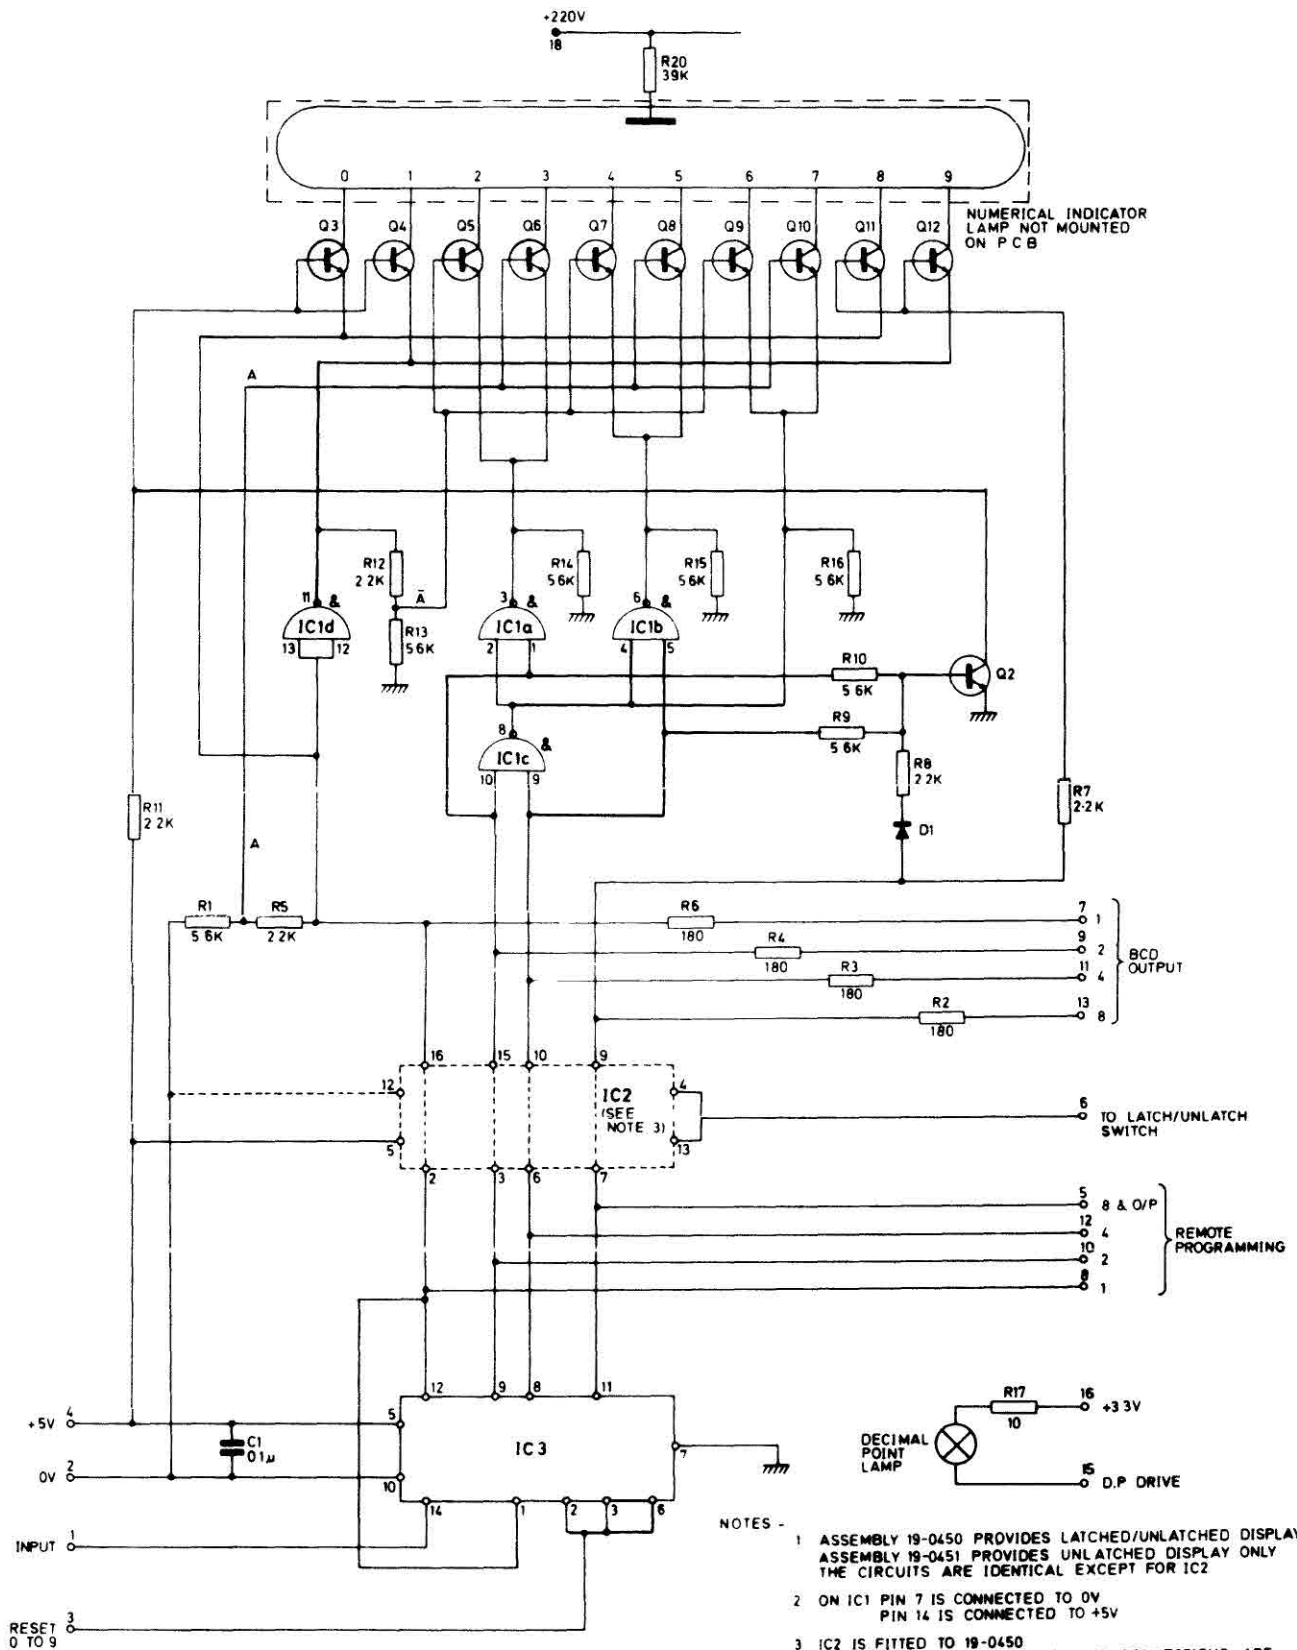 +220V
18
R20
39K
0 1 2 3 4 5 6 7 8 9
NUMERICAL INDICATOR
LAMP NOT MOUNTED
ON P C B
Q3 Q4 Q5 Q6 Q7 Q8 Q9 Q10 Q11 Q12
A
R12
2 2K
Ā
R13
5 6K
R14
5 6K
R15
5 6K
R16
5 6K
11 &
IC1d
13 12
3 &
IC1a
2 1
6 &
IC1b
4 5
R10
5 6K
Q2
R9
5 6K
8 &
IC1c
10 9
R8
2 2K
D1
R7
2·2K
R11
2 2K
A
R1
5 6K
R5
2 2K
R6
180
7 1
R4
180
9 2
R3
180
11 4
R2
180
13 8
BCD
OUTPUT
16 15 10 9
12
5
IC2
(SEE
NOTE 3)
4
13
2 3 6 7
6
TO LATCH/UNLATCH
SWITCH
5 8 & O/P
12 4
10 2
8 1
REMOTE
PROGRAMMING
12 9 8 11
+5V 4
5
C1
01µ
IC3
7
0V 2
10
14 1 2 3 6
INPUT 1
RESET 3
0 TO 9
R17
10
16
+3 3V
DECIMAL
POINT
LAMP
15
D.P DRIVE
NOTES -
1 ASSEMBLY 19-0450 PROVIDES LATCHED/UNLATCHED DISPLAY
ASSEMBLY 19-0451 PROVIDES UNLATCHED DISPLAY ONLY
THE CIRCUITS ARE IDENTICAL EXCEPT FOR IC2
2 ON IC1 PIN 7 IS CONNECTED TO 0V
PIN 14 IS CONNECTED TO +5V
3 IC2 IS FITTED TO 19-0450